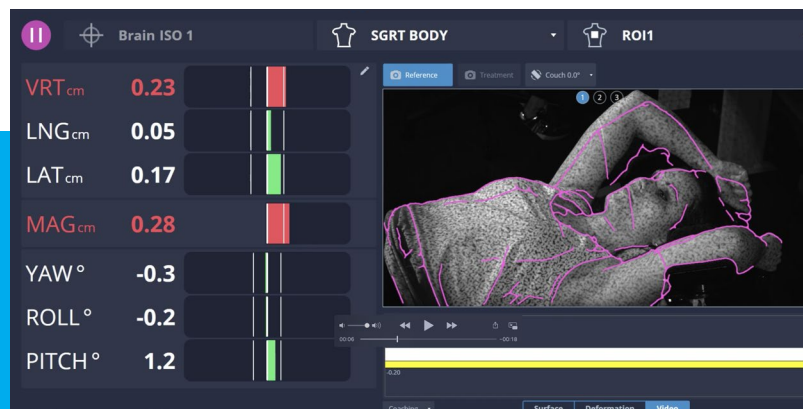 Brain ISO 1
SGRT BODY
ROI1
VRT cm 0.23
LNG cm 0.05
LAT cm 0.17
MAG cm 0.28
YAW ° -0.3
ROLL ° -0.2
PITCH ° 1.2
Reference
Treatment
Couch 0.0°
1 2 3
00:06
-00:18
-0.20
Coaching
Surface
Deformation
Video